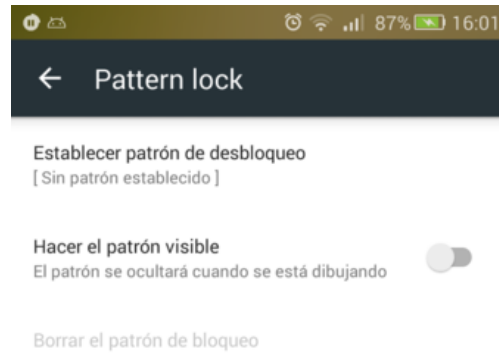 87% 16:01
Pattern lock
Establecer patrón de desbloqueo
[ Sin patrón establecido ]
Hacer el patrón visible
El patrón se ocultará cuando se está dibujando
Borrar el patrón de bloqueo